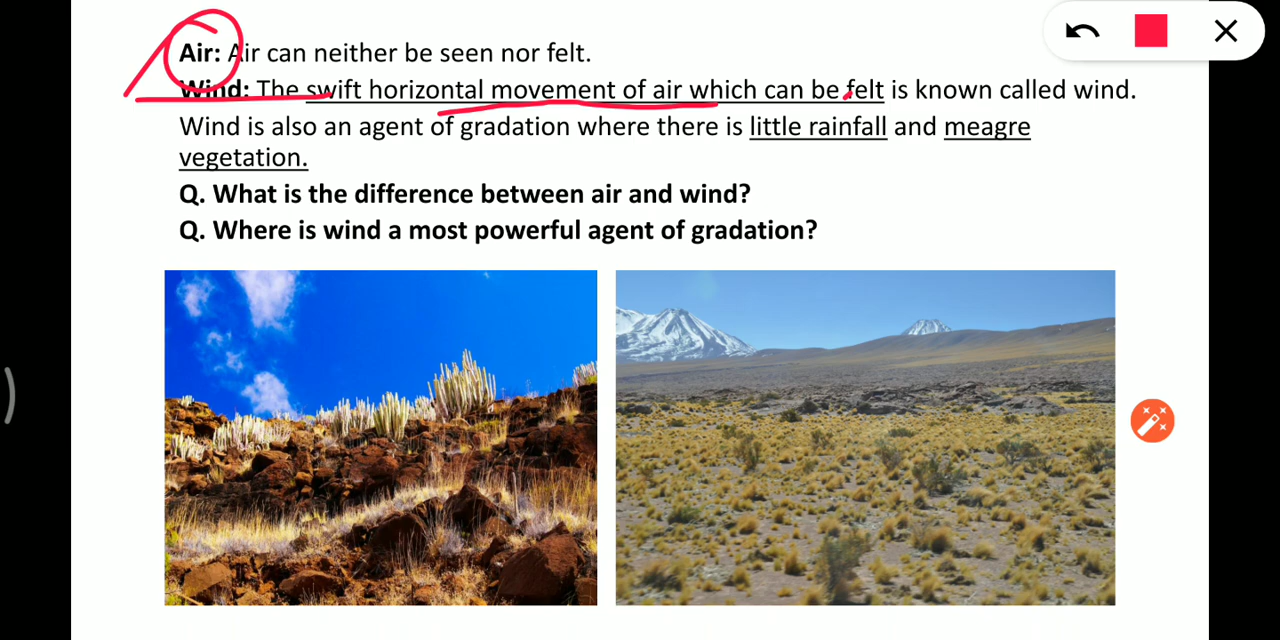 Air: Air can neither be seen nor felt.
Wind: The swift horizontal movement of air which can be felt is known called wind.
Wind is also an agent of gradation where there is little rainfall and meagre
vegetation.
Q. What is the difference between air and wind?
Q. Where is wind a most powerful agent of gradation?